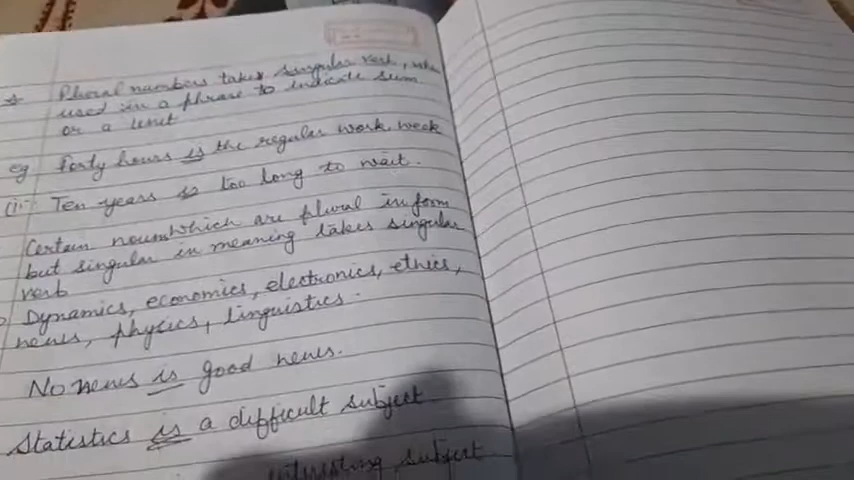 Plural numbers takes singular verb, when
used in a phrase to indicate sum
or a unit
eg forty hours is the regular work week
(ii) Ten years is too long to wait.
Certain nouns which are plural in form
but singular in meaning takes singular
verb
Dynamics, economics, electronics, ethics,
news, physics, linguistics.
No news is good news.
Statistics is a difficult subject
interesting subject